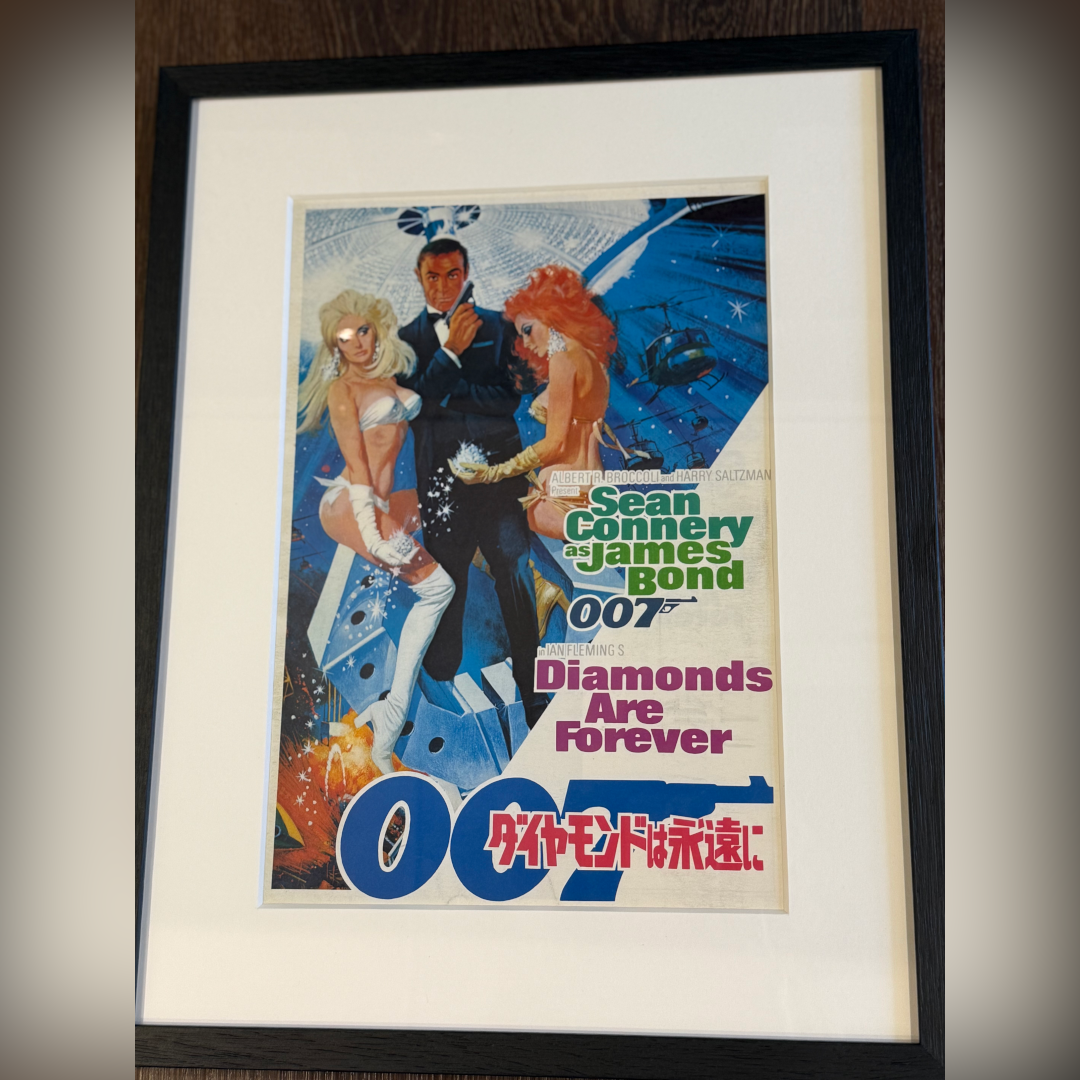 ALBERT R. BROCCOLI and HARRY SALTZMAN
Present
Sean
Connery
as James
Bond
007
in IAN FLEMING S
Diamonds
Are
Forever
007
ダイヤモンドは永遠に